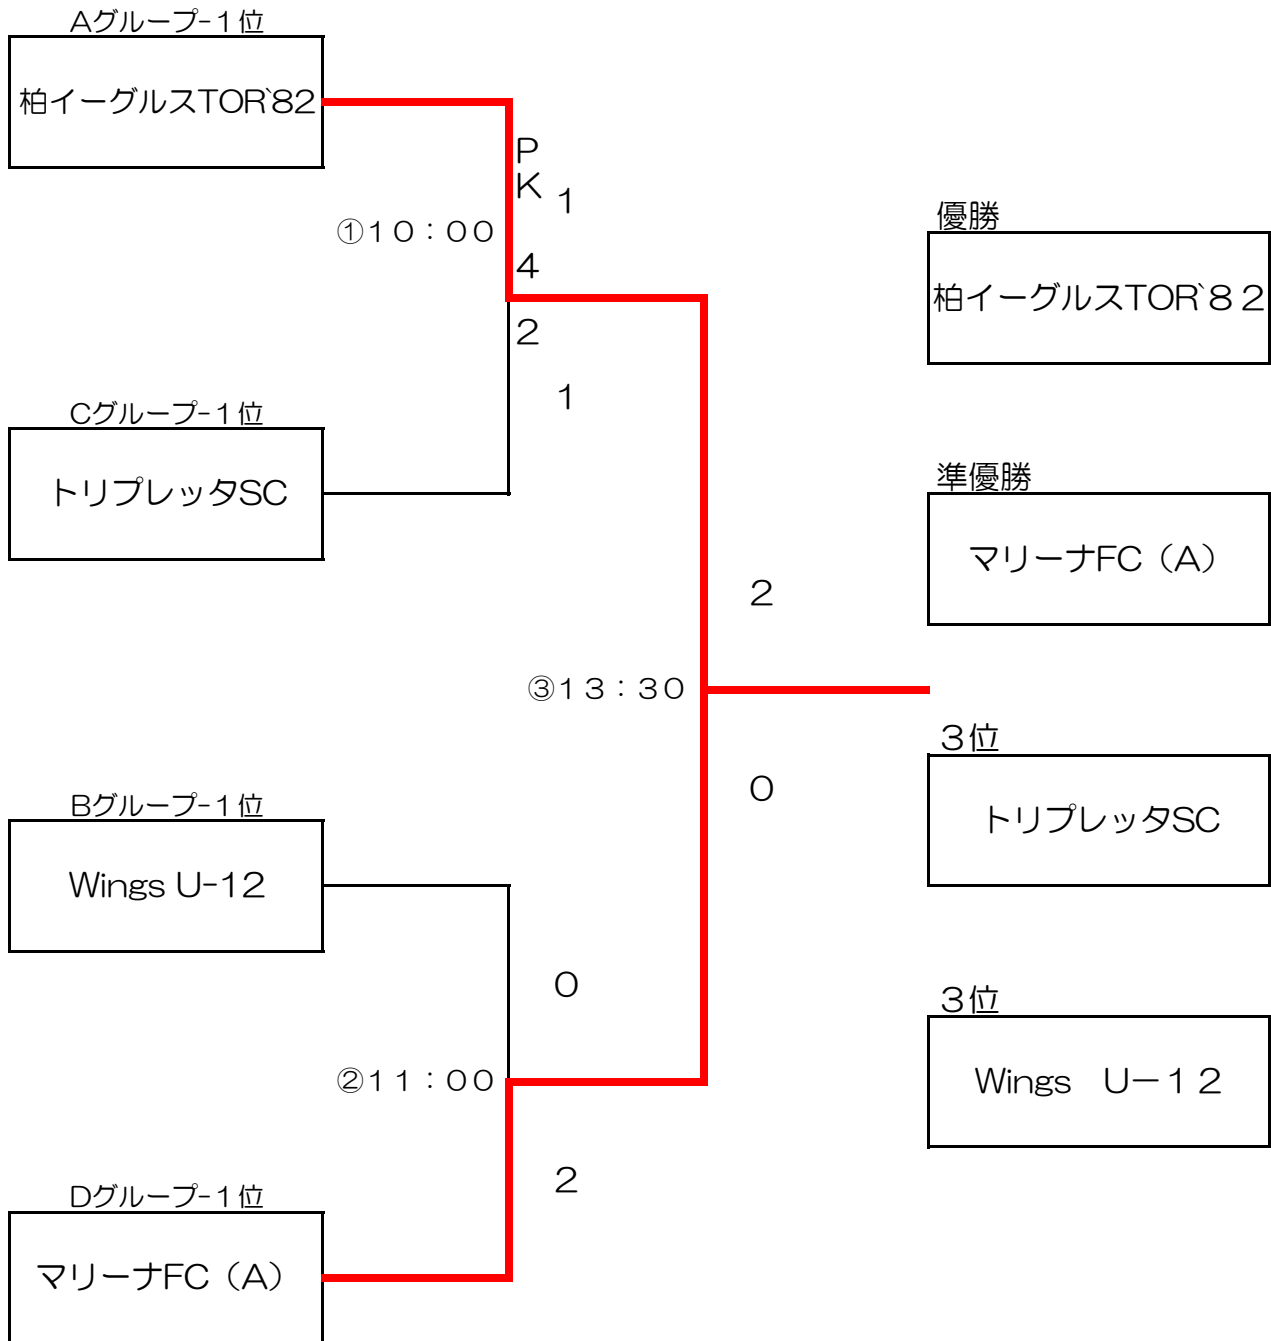 Aグループ-１位
柏イーグルスTOR`82
P
K
1
①１０：００
4
2
1
Cグループ-１位
トリプレッタSC
2
③１３：３０
0
Bグループ-１位
Wings U-12
0
②１１：００
2
Dグループ-１位
マリーナFC（A）
優勝
柏イーグルスTOR`８２
準優勝
マリーナFC（A）
３位
トリプレッタSC
３位
Wings　U－１２